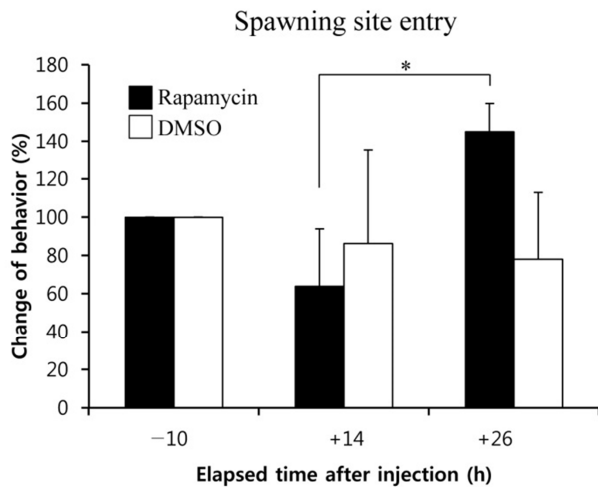 Spawning site entry
180
160
140
120
100
80
60
40
20
0
Change of behavior (%)
Rapamycin
DMSO
*
−10
+14
+26
Elapsed time after injection (h)